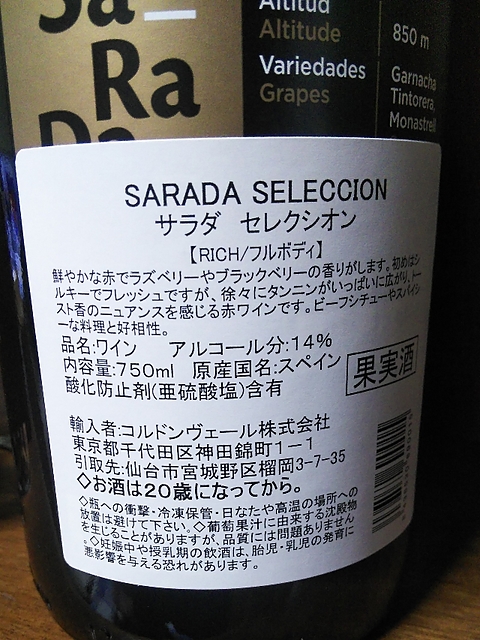 Sa_
Ra
Da
Altitud
Altitude
850 m
Variedades
Grapes
Garnacha
Tintorera,
Monastrell
SARADA SELECCION
サラダ セレクシオン
【RICH/フルボディ】
鮮やかな赤でラズベリーやブラックベリーの香りがします。初めはシ
ルキーでフレッシュですが、徐々にタンニンがいっぱいに広がり、トー
スト香のニュアンスを感じる赤ワインです。ビーフシチューやスパイシ
ーな料理と好相性。
品名:ワイン アルコール分:14%
内容量:750ml 原産国名:スペイン
酸化防止剤(亜硫酸塩)含有
果実酒
輸入者:コルドンヴェール株式会社
東京都千代田区神田錦町1-1
引取先:仙台市宮城野区榴岡3-7-35
◇お酒は20歳になってから。
◇瓶への衝撃・冷凍保管・日なたや高温の場所への
放置は避けて下さい。◇葡萄果汁に由来する沈殿物
を生じることがありますが、品質には問題ありません
。◇妊娠中や授乳期の飲酒は、胎児・乳児の発育に
悪影響を与える恐れがあります。